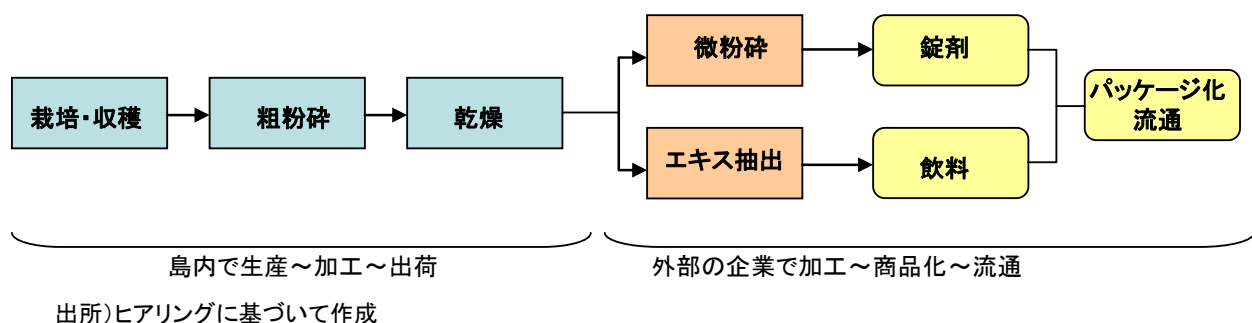 微粉砕
錠剤
栽培・収穫
粗粉砕
乾燥
パッケージ化
流通
エキス抽出
飲料
島内で生産～加工～出荷
外部の企業で加工～商品化～流通
出所)ヒアリングに基づいて作成